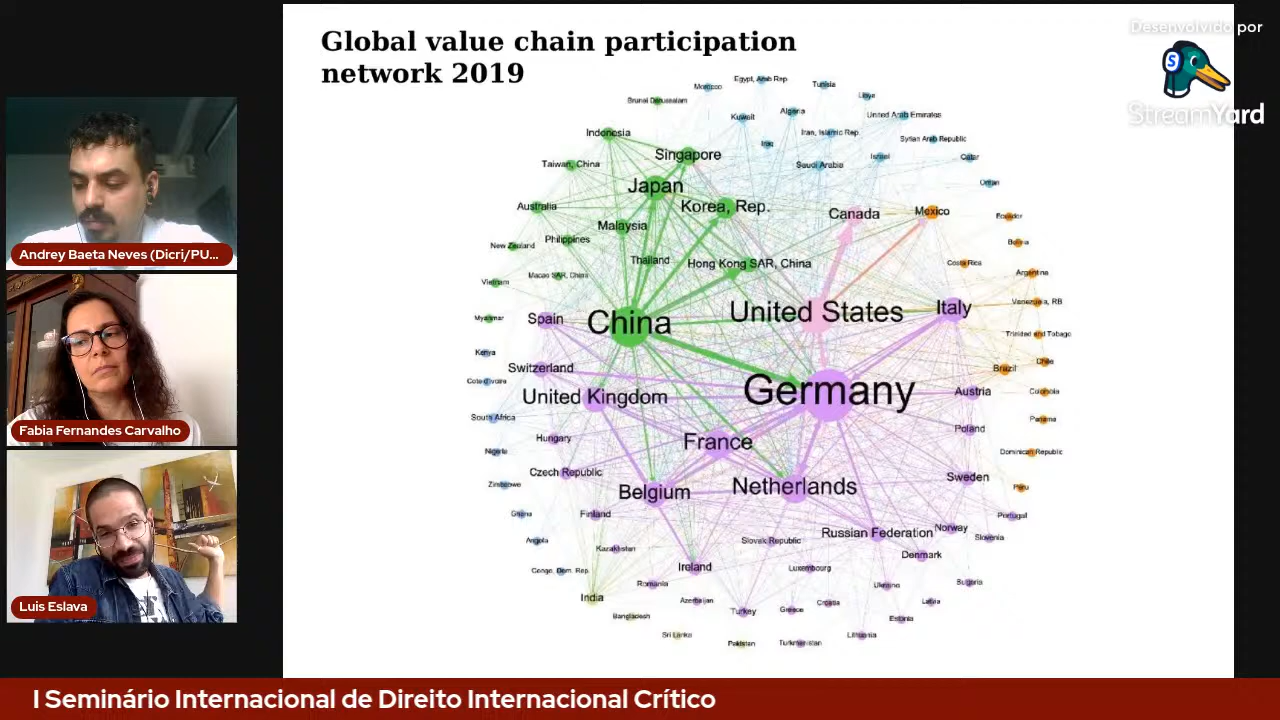 Global value chain participation
network 2019
Desenvolvido por
StreamYard
Egypt, Arab Rep.
Morocco
Tunisia
Libya
Brunei Darussalam
Kuwait
Algeria
United Arab Emirates
Indonesia
Iran, Islamic Rep.
Iraq
Syrian Arab Republic
Singapore
Israel
Qatar
Taiwan, China
Saudi Arabia
Japan
Oman
Australia
Korea, Rep.
Canada
Mexico
Ecuador
Malaysia
Philippines
New Zealand
Bolivia
Thailand
Hong Kong SAR, China
Costa Rica
Macao SAR, China
Argentina
Vietnam
Venezuela, RB
Myanmar
Spain
China
United States
Italy
Trinidad and Tobago
Kenya
Chile
Switzerland
Brazil
Cote d'Ivoire
United Kingdom
Germany
Austria
Colombia
South Africa
Panama
Poland
Hungary
France
Nigeria
Dominican Republic
Czech Republic
Sweden
Zimbabwe
Belgium
Netherlands
Peru
Ghana
Finland
Portugal
Russian Federation
Norway
Slovenia
Angola
Slovak Republic
Kazakhstan
Denmark
Congo, Dem. Rep.
Ireland
Luxembourg
Romania
Ukraine
Bulgaria
India
Azerbaijan
Croatia
Latvia
Bangladesh
Turkey
Greece
Estonia
Sri Lanka
Pakistan
Turkmenistan
Lithuania
Andrey Baeta Neves (Dicri/PU...
Fabia Fernandes Carvalho
Luis Eslava
I Seminário Internacional de Direito Internacional Crítico